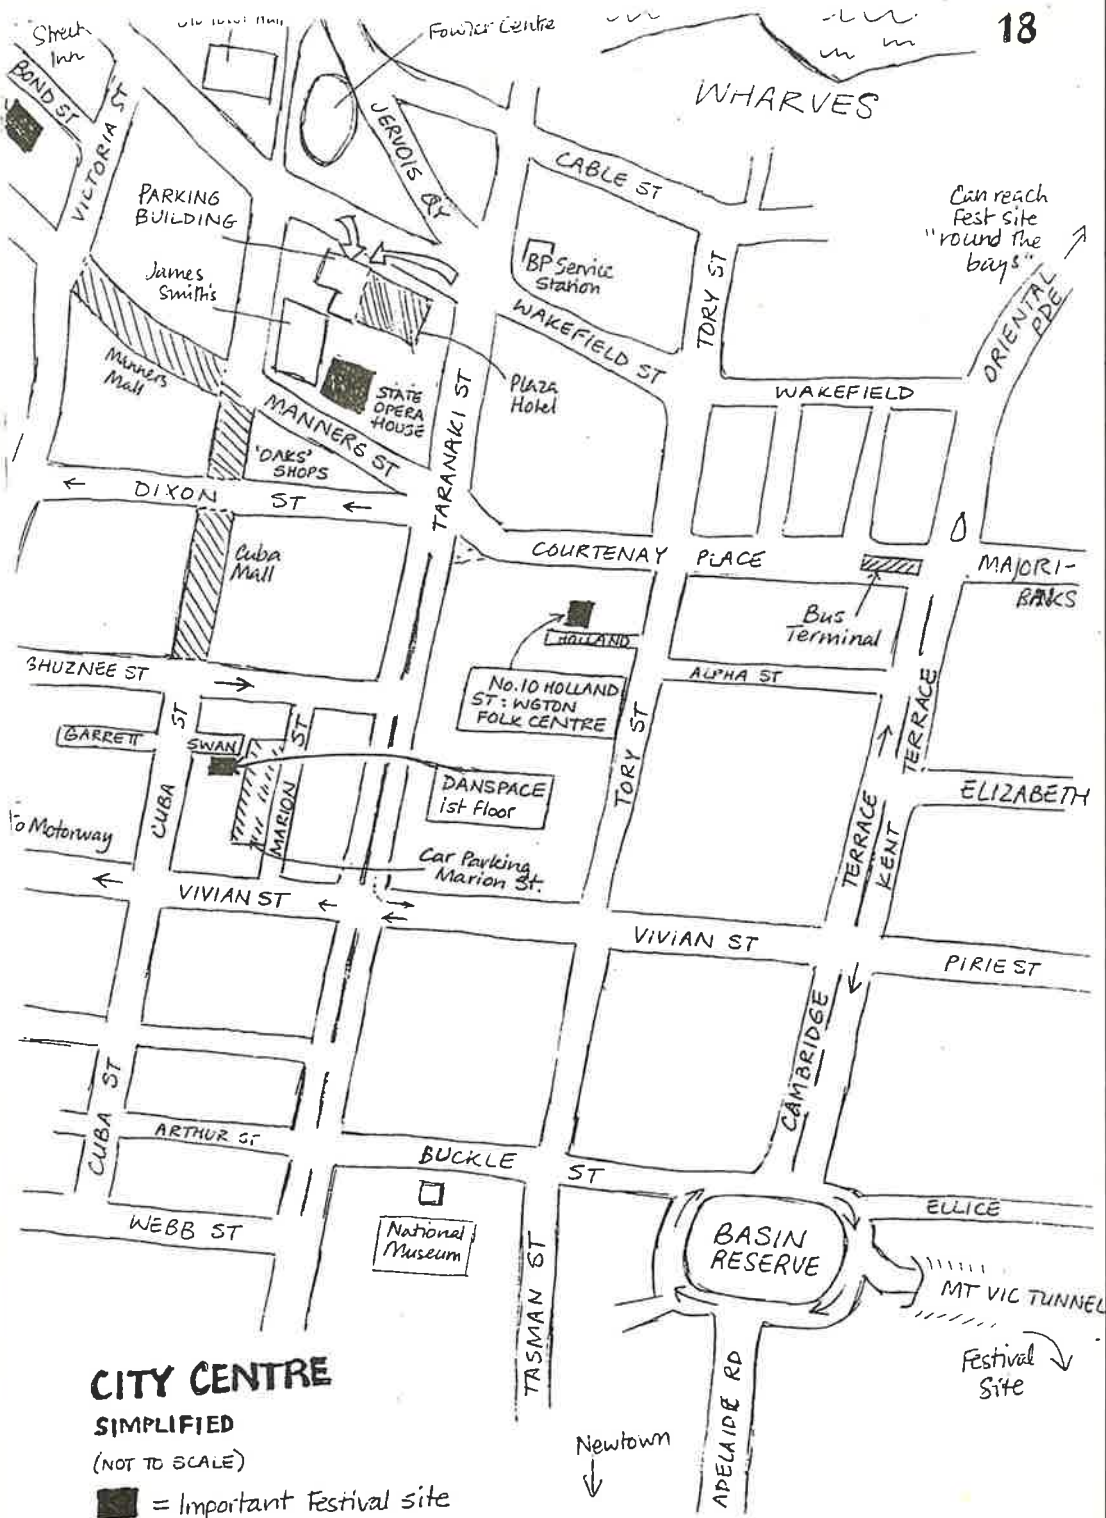 18
Street
Inn
Fowler Centre
BOND ST
VICTORIA ST
JERVOIS QY
WHARVES
CABLE ST
PARKING
BUILDING
James
Smith's
BP Service
Station
TORY ST
Can reach
Fest site
"round the
bays"
ORIENTAL
PDE
Manners
Mall
WAKEFIELD ST
WAKEFIELD
STATE
OPERA
HOUSE
Plaza
Hotel
MANNERS ST
'OAKS'
SHOPS
TARANAKI ST
DIXON ST
Cuba
Mall
COURTENAY PLACE
MAJORI-
BANKS
Bus
Terminal
HOLLAND
GHUZNEE ST
No.10 HOLLAND
ST: WGTON
FOLK CENTRE
ALPHA ST
TORY ST
TERRACE
GARRETT
SWAN
CUBA ST
MARION ST
DANSPACE
1st Floor
ELIZABETH
To Motorway
Car Parking
Marion St.
TERRACE
KENT
VIVIAN ST
VIVIAN ST
PIRIE ST
CAMBRIDGE
CUBA ST
ARTHUR ST
BUCKLE ST
WEBB ST
National
Museum
TASMAN ST
BASIN
RESERVE
ELLICE
MT VIC TUNNEL
Festival
Site
ADELAIDE RD
Newtown
CITY CENTRE
SIMPLIFIED
(NOT TO SCALE)
= Important Festival site